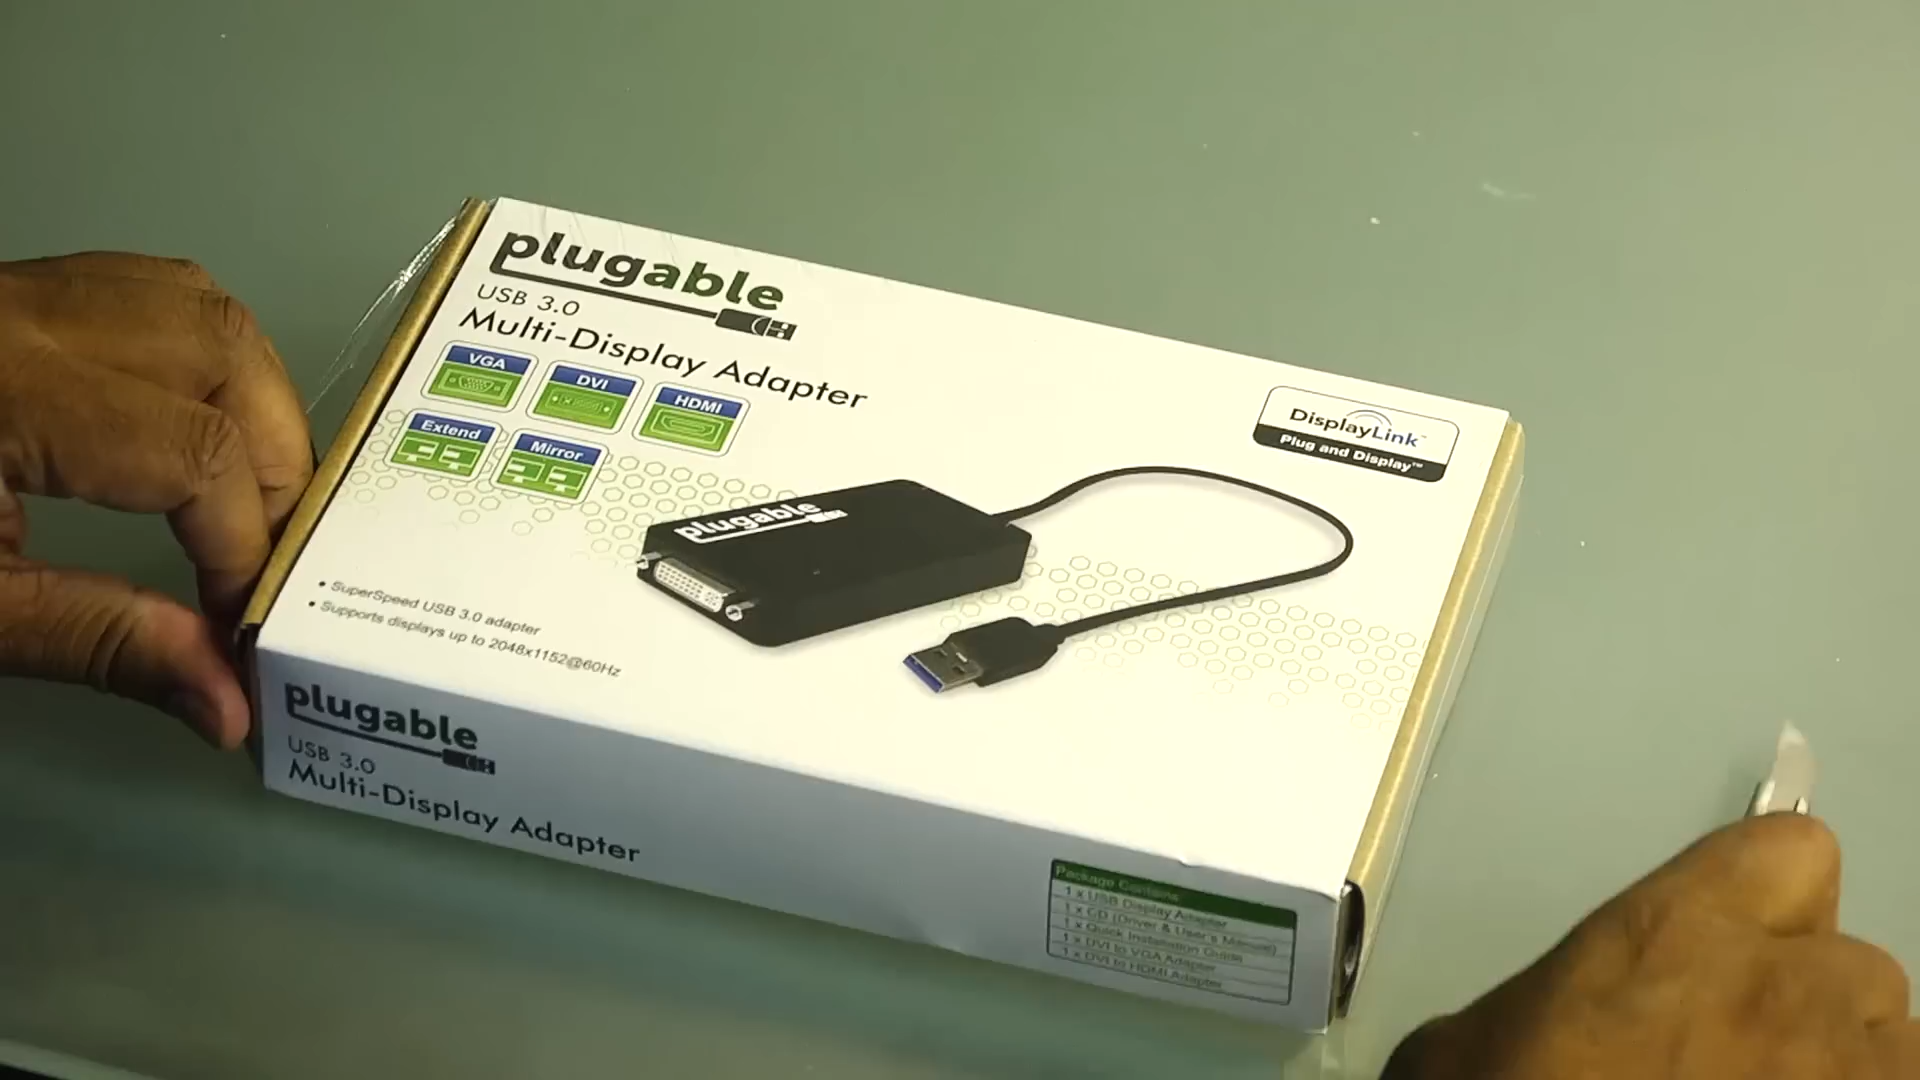 plugable
USB 3.0
Multi-Display Adapter
VGA
DVI
HDMI
Extend
Mirror
DisplayLink™
Plug and Display™
plugable
• SuperSpeed USB 3.0 adapter
• Supports displays up to 2048x1152@60Hz
plugable
USB 3.0
Multi-Display Adapter
Package Contents
1 x USB Display Adapter
1 x CD (Driver & User's Manual)
1 x Quick Installation Guide
1 x DVI to VGA Adapter
1 x DVI to HDMI Adapter